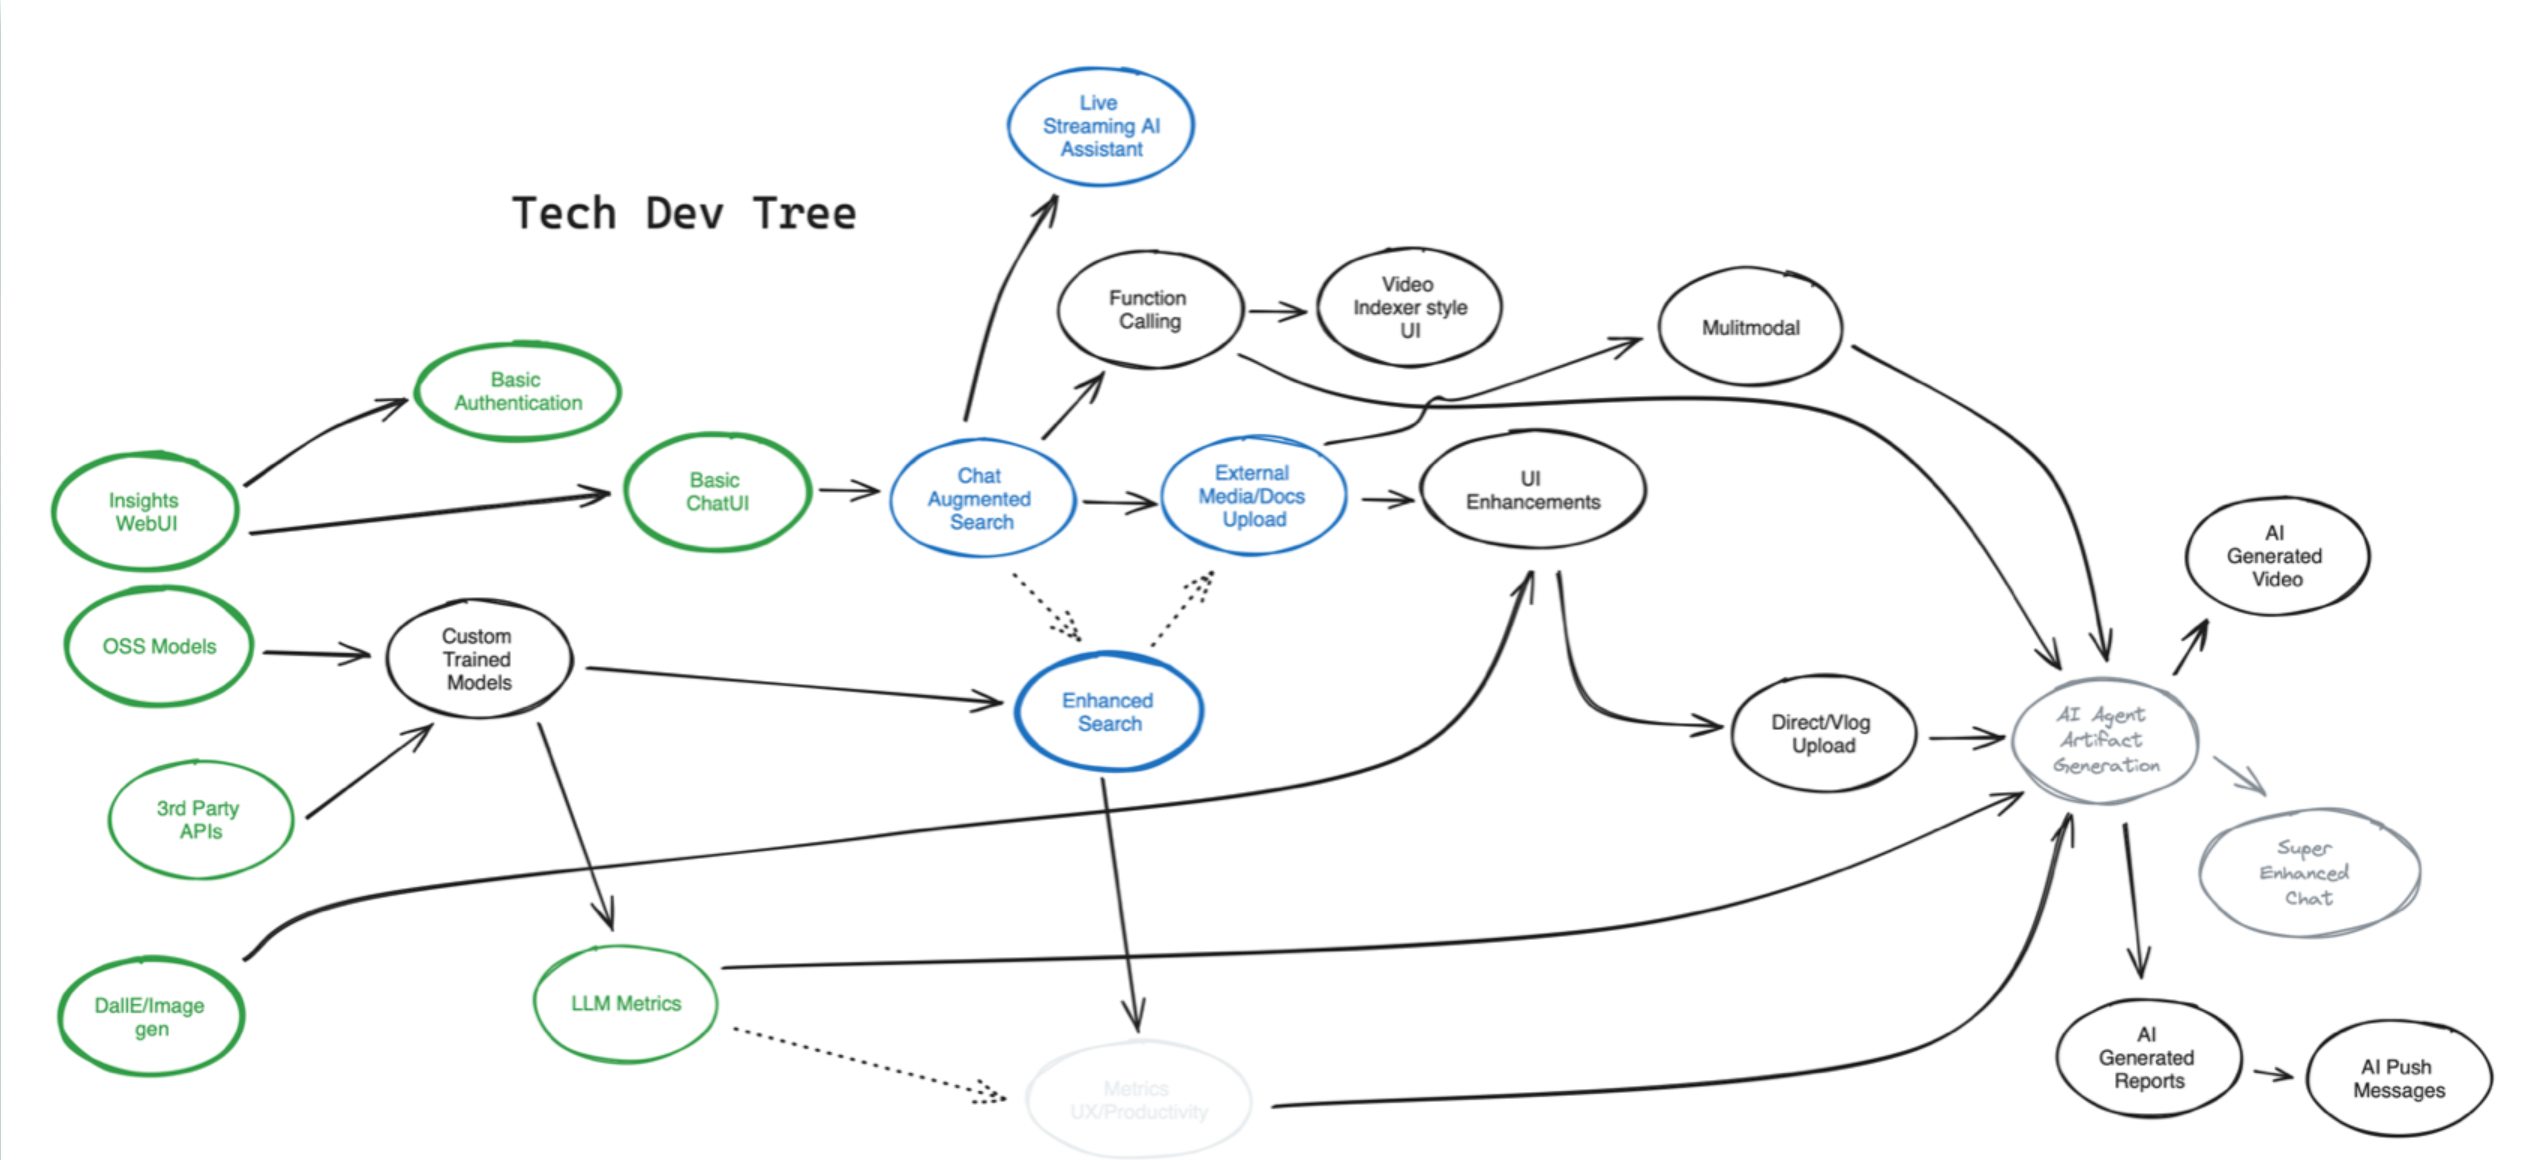 Live
Streaming AI
Assistant
Tech Dev Tree
Function
Calling
Video
Indexer style
UI
Mulitmodal
Basic
Authentication
Insights
WebUI
Basic
ChatUI
Chat
Augmented
Search
External
Media/Docs
Upload
UI
Enhancements
AI
Generated
Video
OSS Models
Custom
Trained
Models
Enhanced
Search
Direct/Vlog
Upload
AI Agent
Artifact
Generation
3rd Party
APIs
Super
Enhanced
Chat
DallE/Image
gen
LLM Metrics
Metrics
UX/Productivity
AI
Generated
Reports
AI Push
Messages